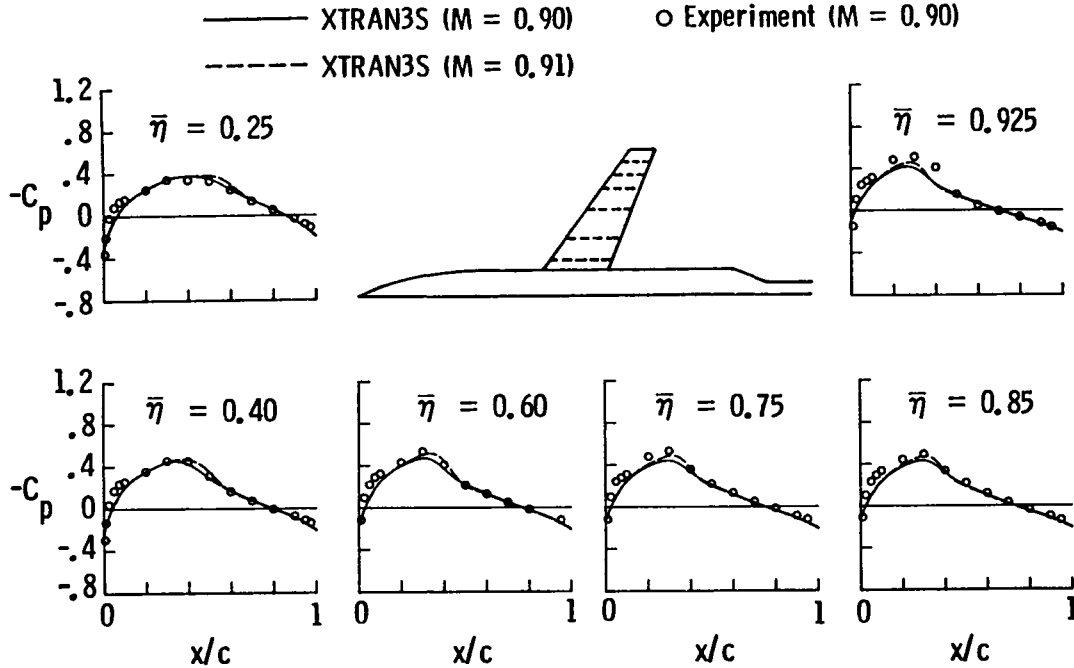 XTRAN3S (M = 0.90)
Experiment (M = 0.90)
XTRAN3S (M = 0.91)
1.2
.8
.4
0
-.4
-.8
-Cp
η̅ = 0.25
η̅ = 0.925
1.2
.8
.4
0
-.4
-.8
-Cp
η̅ = 0.40
η̅ = 0.60
η̅ = 0.75
η̅ = 0.85
0 1
0 1
0 1
0 1
x/c
x/c
x/c
x/c